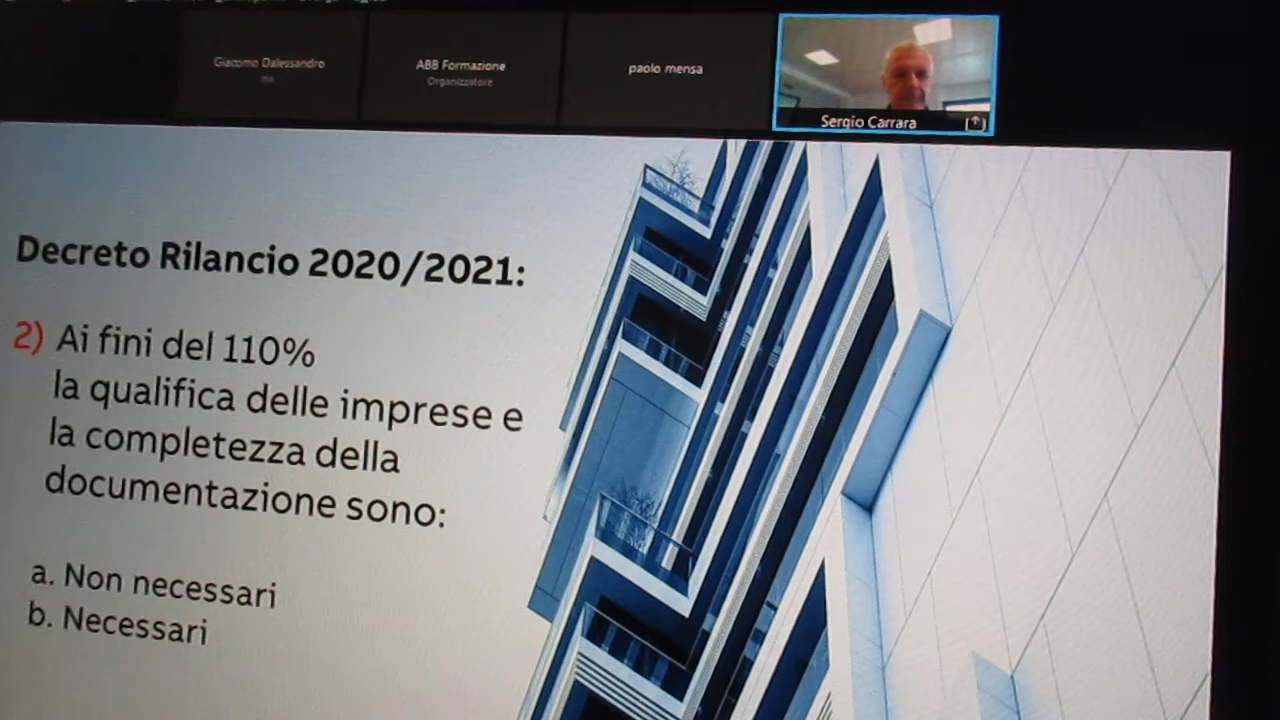 Giacomo Dalessandro
ABB Formazione
Organizzatore
paolo mensa
Sergio Carrara
Decreto Rilancio 2020/2021:
2) Ai fini del 110%
la qualifica delle imprese e
la completezza della
documentazione sono:
a. Non necessari
b. Necessari